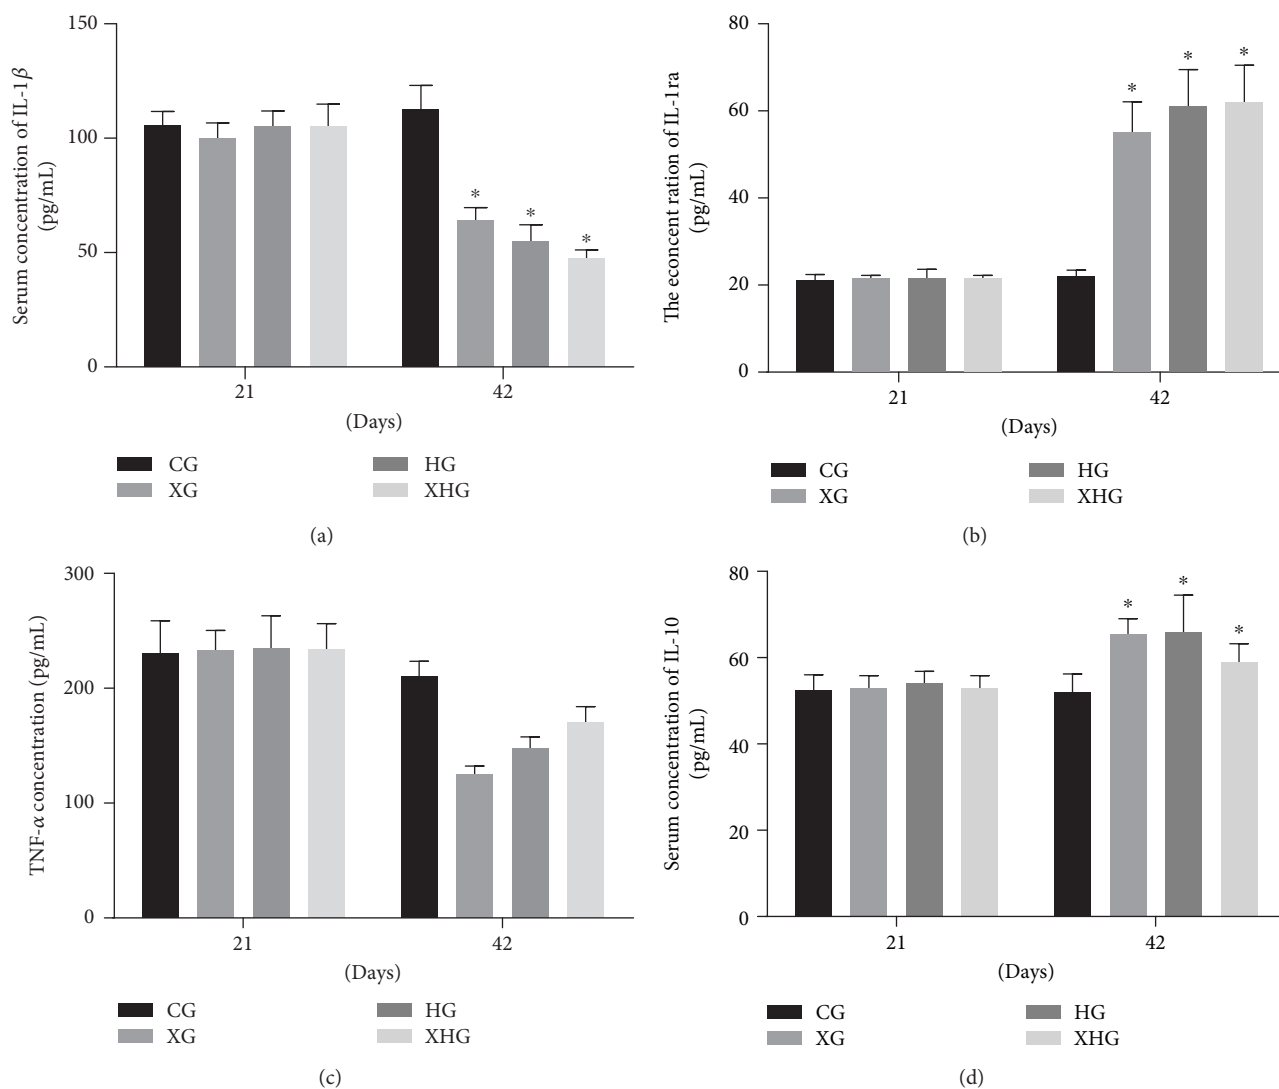 Serum concentration of IL-1β
(pg/mL)
150
100
50
0
*
*
*
21
42
(Days)
CG
HG
XG
XHG
(a)
The econcent ration of IL-1ra
(pg/mL)
80
60
40
20
0
*
*
*
21
42
(Days)
CG
HG
XG
XHG
(b)
TNF-α concentration (pg/mL)
300
200
100
0
21
42
(Days)
CG
HG
XG
XHG
(c)
Serum concentration of IL-10
(pg/mL)
80
60
40
20
0
*
*
*
21
42
(Days)
CG
HG
XG
XHG
(d)